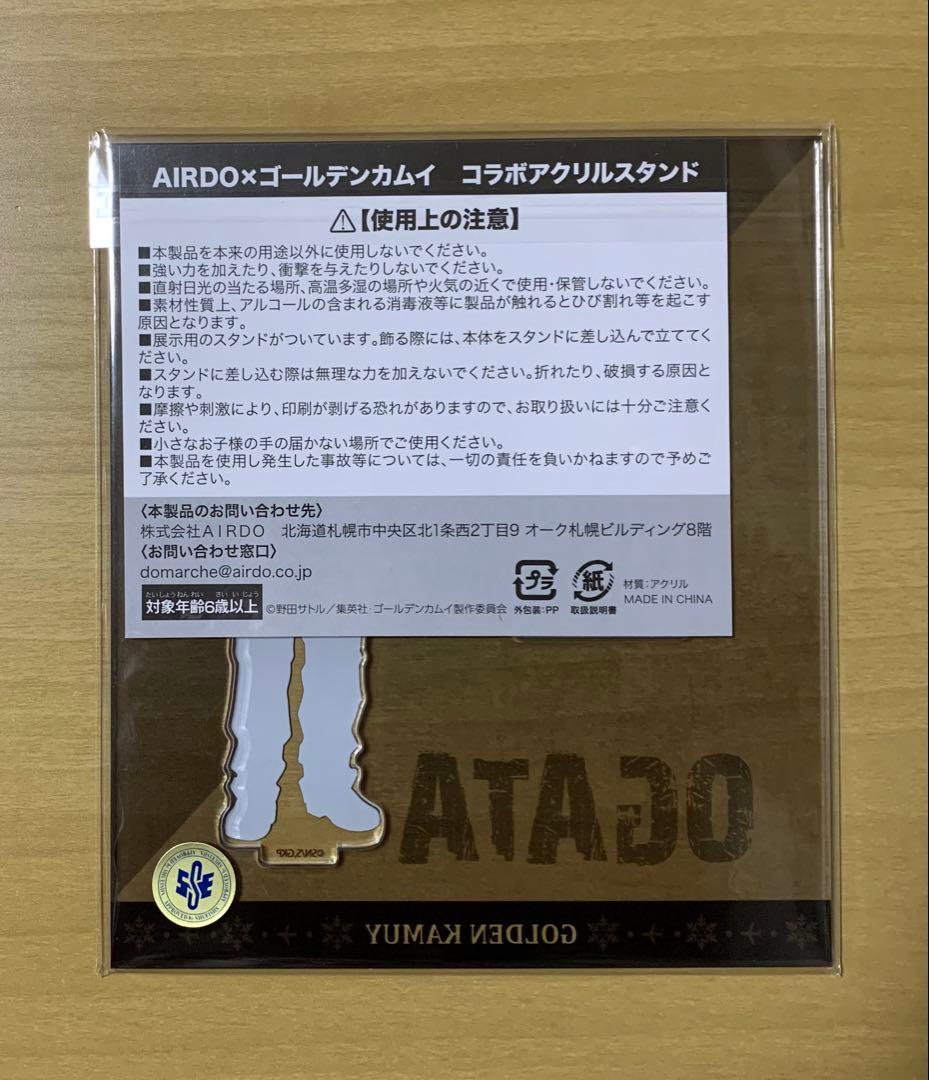 AIRDO×ゴールデンカムイ　コラボアクリルスタンド
⚠【使用上の注意】
■本製品を本来の用途以外に使用しないでください。
■強い力を加えたり、衝撃を与えたりしないでください。
■直射日光の当たる場所、高温多湿の場所や火気の近くで使用・保管しないでください。
■素材性質上、アルコールの含まれる消毒液等に製品が触れるとひび割れ等を起こす
原因となります。
■展示用のスタンドがついています。飾る際には、本体をスタンドに差し込んで立ててく
ださい。
■スタンドに差し込む際は無理な力を加えないでください。折れたり、破損する原因と
なります。
■摩擦や刺激により、印刷が剥げる恐れがありますので、お取り扱いには十分ご注意く
ださい。
■小さなお子様の手の届かない場所でご使用ください。
■本製品を使用し発生した事故等については、一切の責任を負いかねますので予めご
了承ください。
〈本製品のお問い合わせ先〉
株式会社AIRDO　北海道札幌市中央区北1条西2丁目9 オーク札幌ビルディング8階
〈お問い合わせ窓口〉
domarche@airdo.co.jp
たいしょうねんれい さい いじょう
対象年齢6歳以上
©野田サトル／集英社・ゴールデンカムイ製作委員会
プラ
外包装:PP
紙
取扱説明書
材質：アクリル
MADE IN CHINA
OGATA
©SN/S,GKP
GOLDEN KAMUY